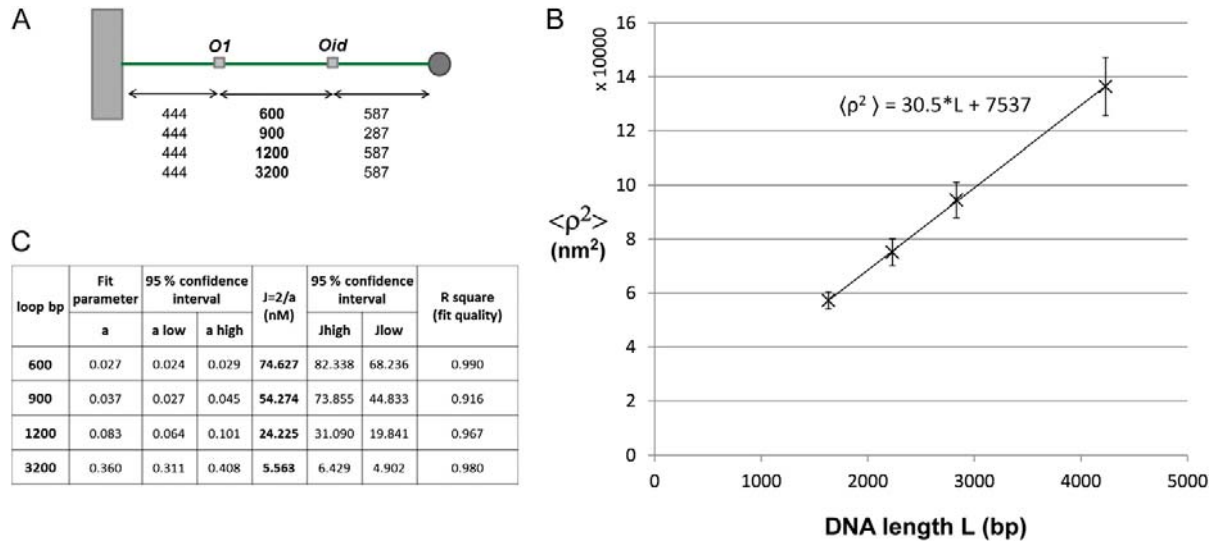 A
O1 Oid
444 600 587
444 900 287
444 1200 587
444 3200 587
B
16
14
12
10
8
6
4
2
0
x 10000
⟨ρ²⟩ = 30.5*L + 7537
<ρ²>
(nm²)
0 1000 2000 3000 4000 5000
DNA length L (bp)
C
loop bp Fit parameter 95 % confidence interval J=2/a (nM) 95 % confidence interval R square (fit quality)
a a low a high Jhigh Jlow
600 0.027 0.024 0.029 74.627 82.338 68.236 0.990
900 0.037 0.027 0.045 54.274 73.855 44.833 0.916
1200 0.083 0.064 0.101 24.225 31.090 19.841 0.967
3200 0.360 0.311 0.408 5.563 6.429 4.902 0.980